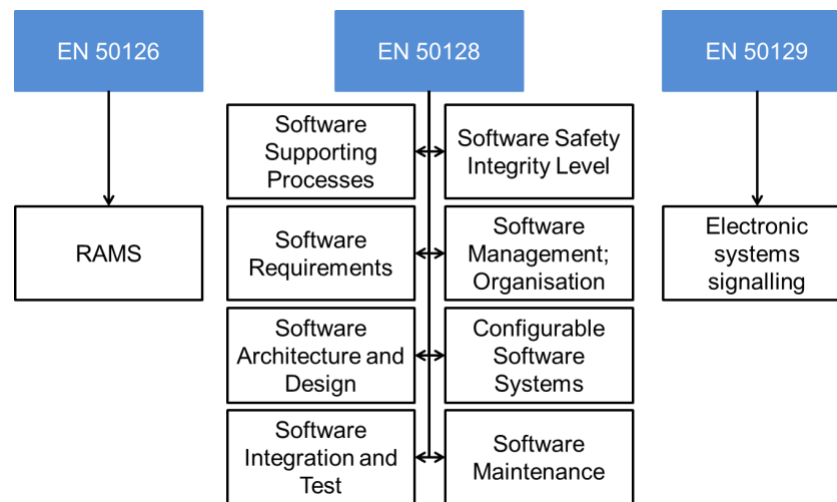 EN 50126
EN 50128
EN 50129
Software
Supporting
Processes
Software Safety
Integrity Level
RAMS
Software
Requirements
Software
Management;
Organisation
Electronic
systems
signalling
Software
Architecture and
Design
Configurable
Software
Systems
Software
Integration and
Test
Software
Maintenance